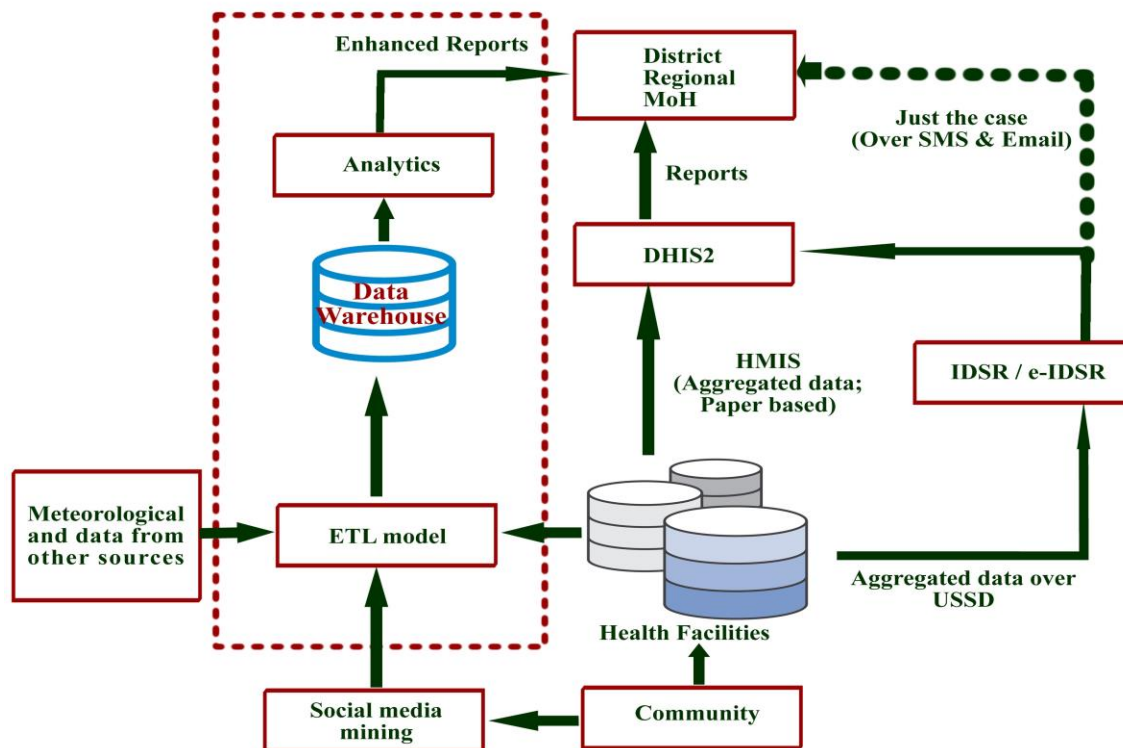 Enhanced Reports
District
Regional
MoH
Just the case
(Over SMS & Email)
Analytics
Reports
DHIS2
Data
Warehouse
HMIS
(Aggregated data;
Paper based)
IDSR / e-IDSR
Meteorological
and data from
other sources
ETL model
Aggregated data over
USSD
Health Facilities
Social media
mining
Community